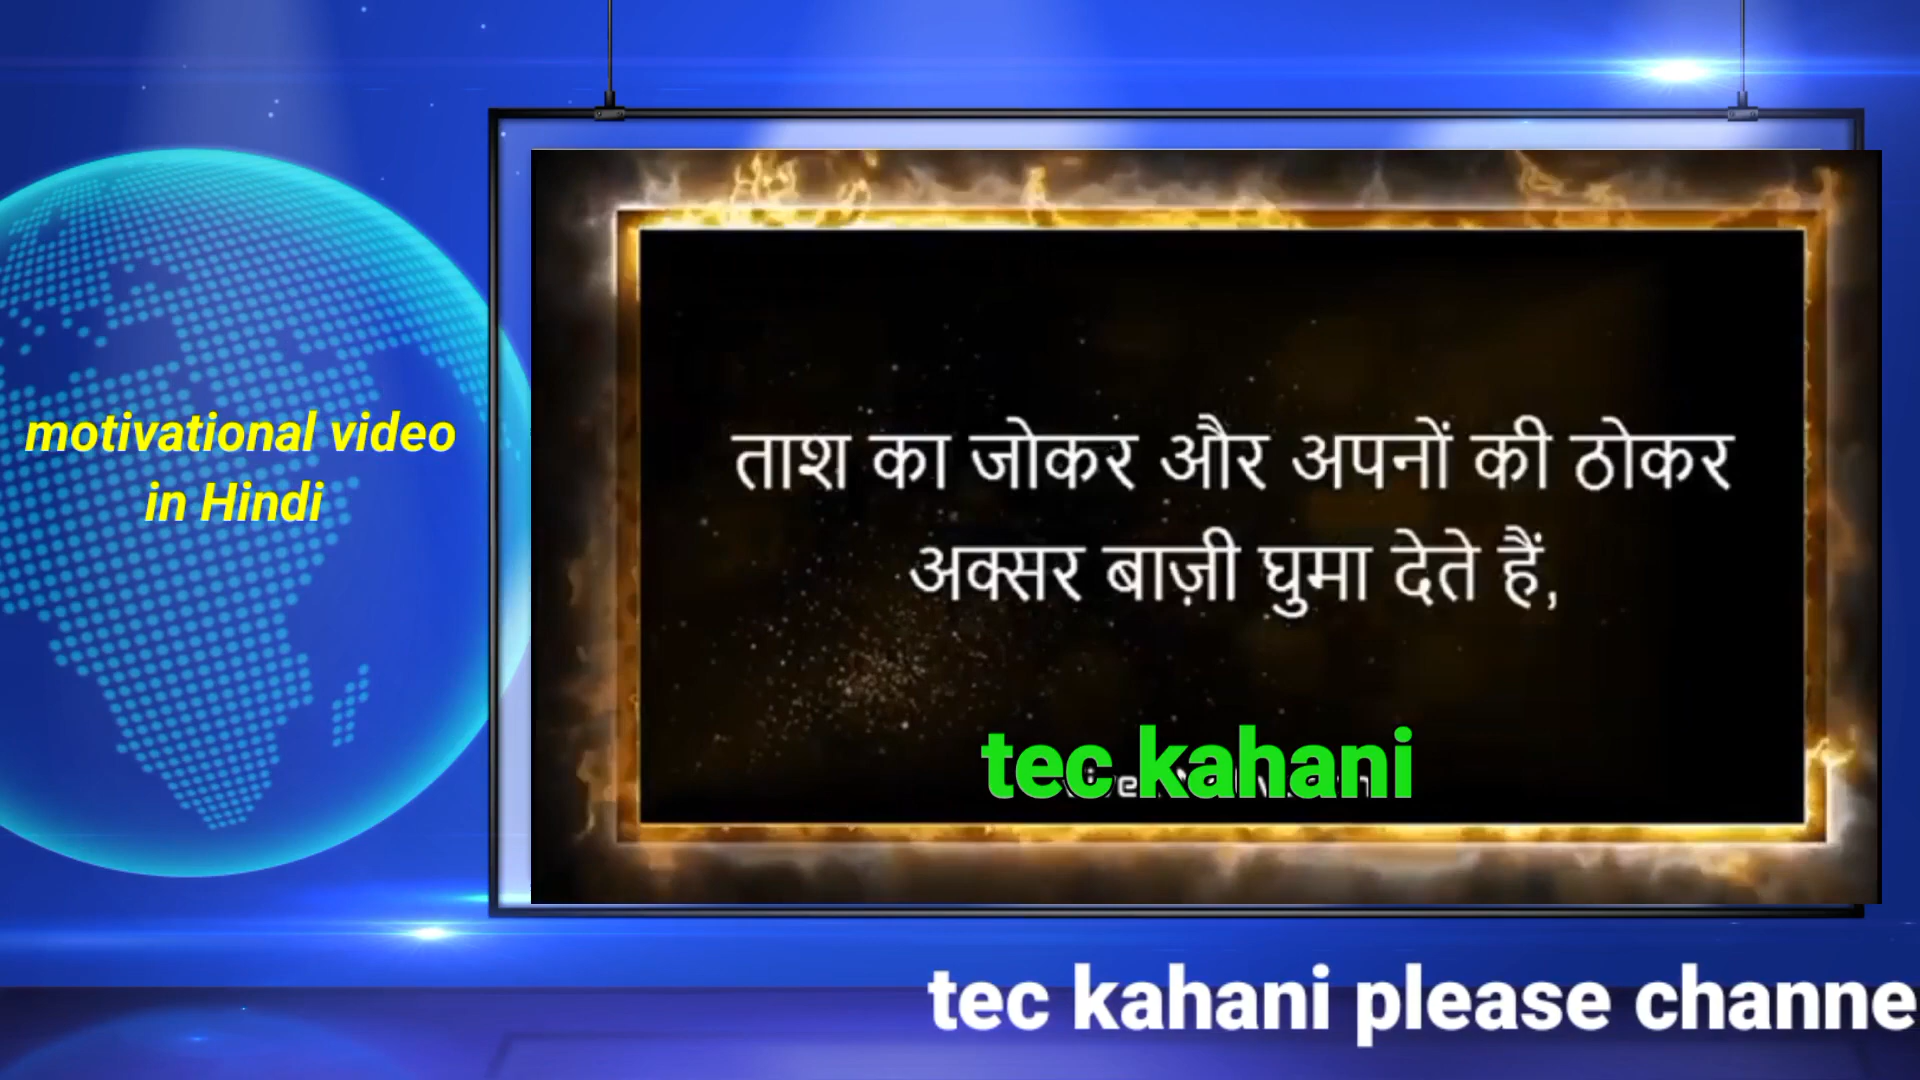 motivational video
in Hindi
ताश का जोकर और अपनों की ठोकर
अक्सर बाज़ी घुमा देते हैं,
tec kahani
tec kahani please channe